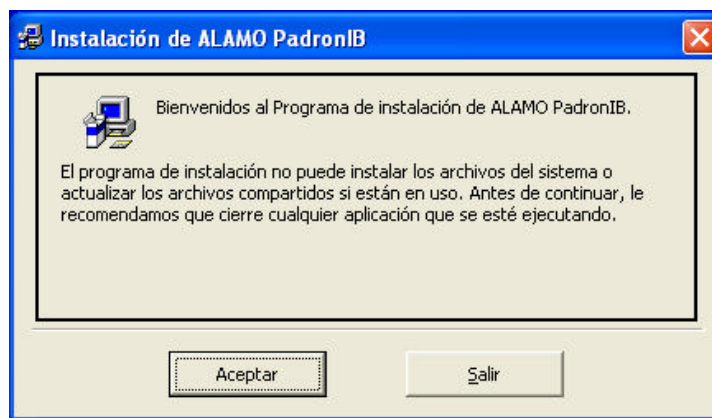 Instalación de ALAMO PadronIB
Bienvenidos al Programa de instalación de ALAMO PadronIB.
El programa de instalación no puede instalar los archivos del sistema o
actualizar los archivos compartidos si están en uso. Antes de continuar, le
recomendamos que cierre cualquier aplicación que se esté ejecutando.
Aceptar
Salir